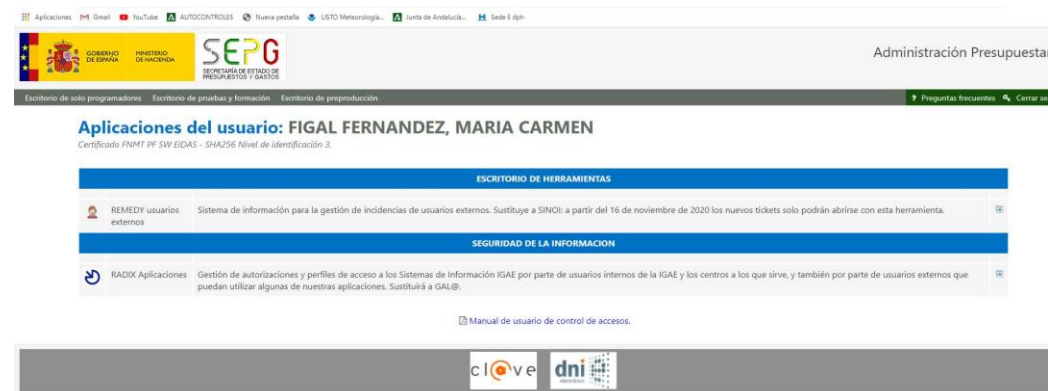 Aplicaciones Gmail YouTube AUTOCONTROLES Nueva pestaña LISTO Meteorología... Junta de Andalucía... Sede E dph
GOBIERNO DE ESPAÑA
MINISTERIO DE HACIENDA
SEPG
SECRETARÍA DE ESTADO DE
PRESUPUESTOS Y GASTOS
Administración Presupuestar
Escritorio de solo programadores Escritorio de pruebas y formación Escritorio de preproducción
? Preguntas frecuentes Cerrar se
Aplicaciones del usuario: FIGAL FERNANDEZ, MARIA CARMEN
Certificado FNMT PF SW EIDAS - SHA256 Nivel de identificación 3.
ESCRITORIO DE HERRAMIENTAS
REMEDY usuarios
externos
Sistema de información para la gestión de incidencias de usuarios externos. Sustituye a SINOI: a partir del 16 de noviembre de 2020 los nuevos tickets solo podrán abrirse con esta herramienta.
SEGURIDAD DE LA INFORMACION
RADIX Aplicaciones
Gestión de autorizaciones y perfiles de acceso a los Sistemas de Información IGAE por parte de usuarios internos de la IGAE y los centros a los que sirve, y también por parte de usuarios externos que
puedan utilizar algunas de nuestras aplicaciones. Sustituirá a GAL@.
Manual de usuario de control de accesos.
cl@ve
dni
electrónico